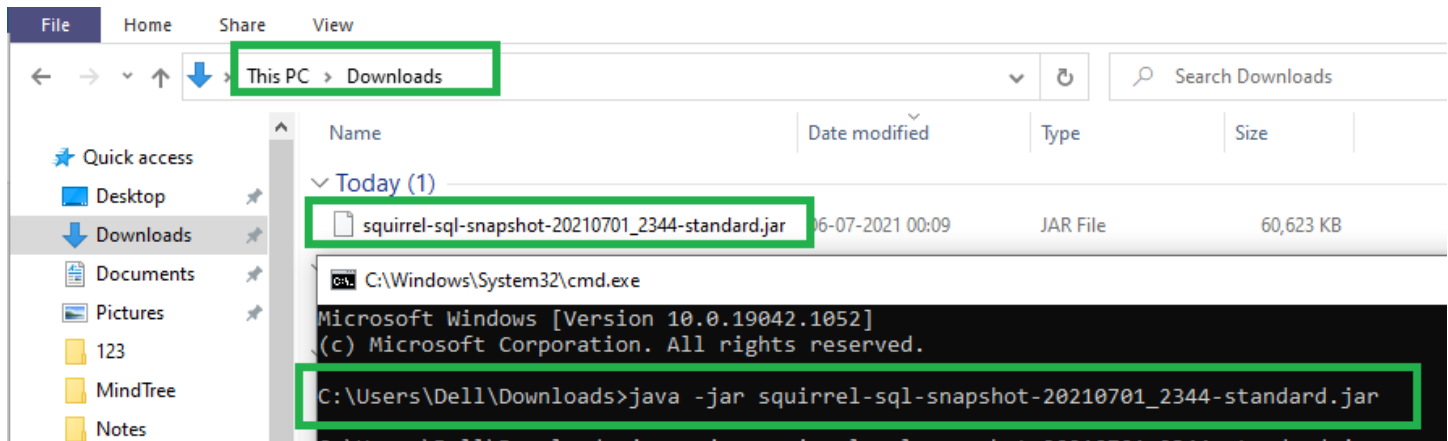 File Home Share View
This PC > Downloads
Search Downloads
Name Date modified Type Size
Quick access
Today (1)
Desktop
squirrel-sql-snapshot-20210701_2344-standard.jar 06-07-2021 00:09 JAR File 60,623 KB
Downloads
Documents
C:\Windows\System32\cmd.exe
Pictures
Microsoft Windows [Version 10.0.19042.1052]
(c) Microsoft Corporation. All rights reserved.
123
MindTree
C:\Users\Dell\Downloads>java -jar squirrel-sql-snapshot-20210701_2344-standard.jar
Notes